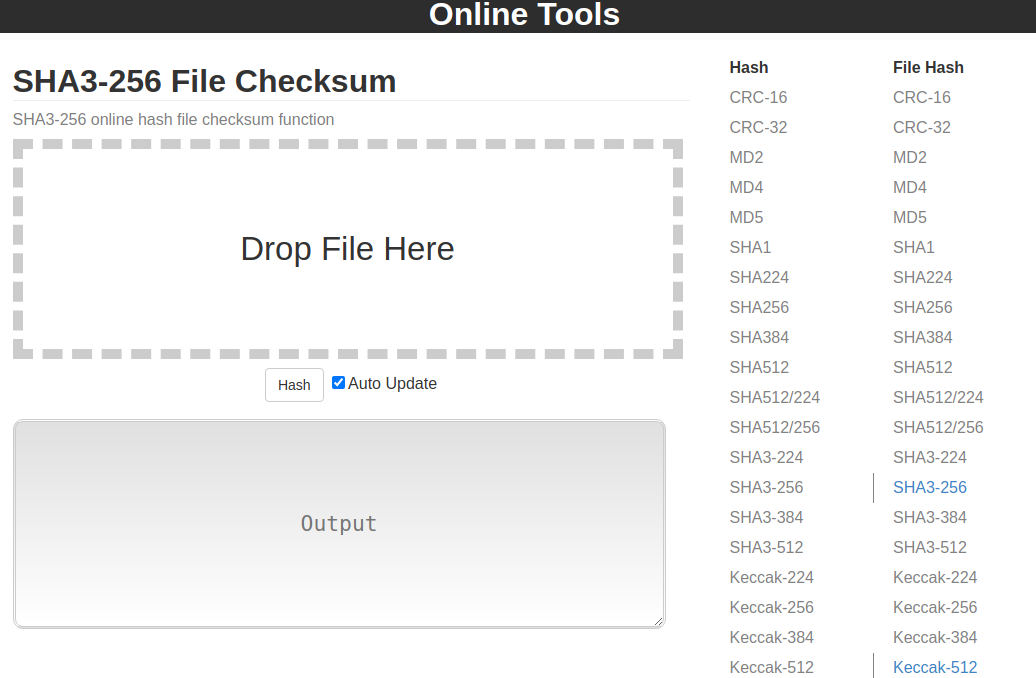 Online Tools
SHA3-256 File Checksum
SHA3-256 online hash file checksum function
Drop File Here
Hash
Auto Update
Output
Hash
CRC-16
CRC-32
MD2
MD4
MD5
SHA1
SHA224
SHA256
SHA384
SHA512
SHA512/224
SHA512/256
SHA3-224
SHA3-256
SHA3-384
SHA3-512
Keccak-224
Keccak-256
Keccak-384
Keccak-512
File Hash
CRC-16
CRC-32
MD2
MD4
MD5
SHA1
SHA224
SHA256
SHA384
SHA512
SHA512/224
SHA512/256
SHA3-224
SHA3-256
SHA3-384
SHA3-512
Keccak-224
Keccak-256
Keccak-384
Keccak-512